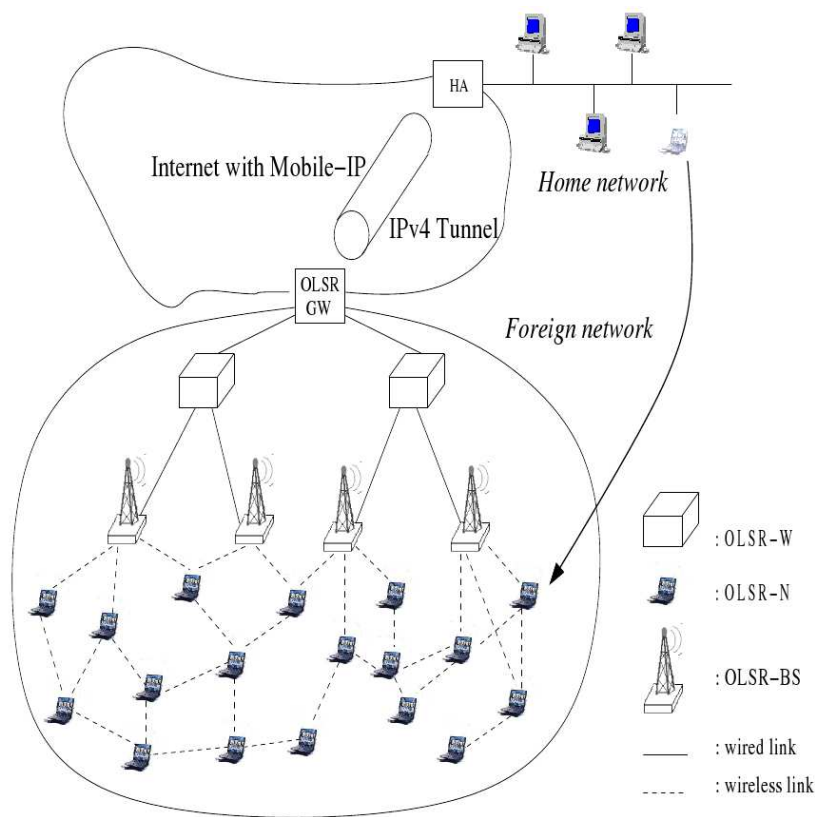 HA
Internet with Mobile-IP
Home network
IPv4 Tunnel
OLSR
GW
Foreign network
: OLSR-W
: OLSR-N
: OLSR-BS
: wired link
: wireless link